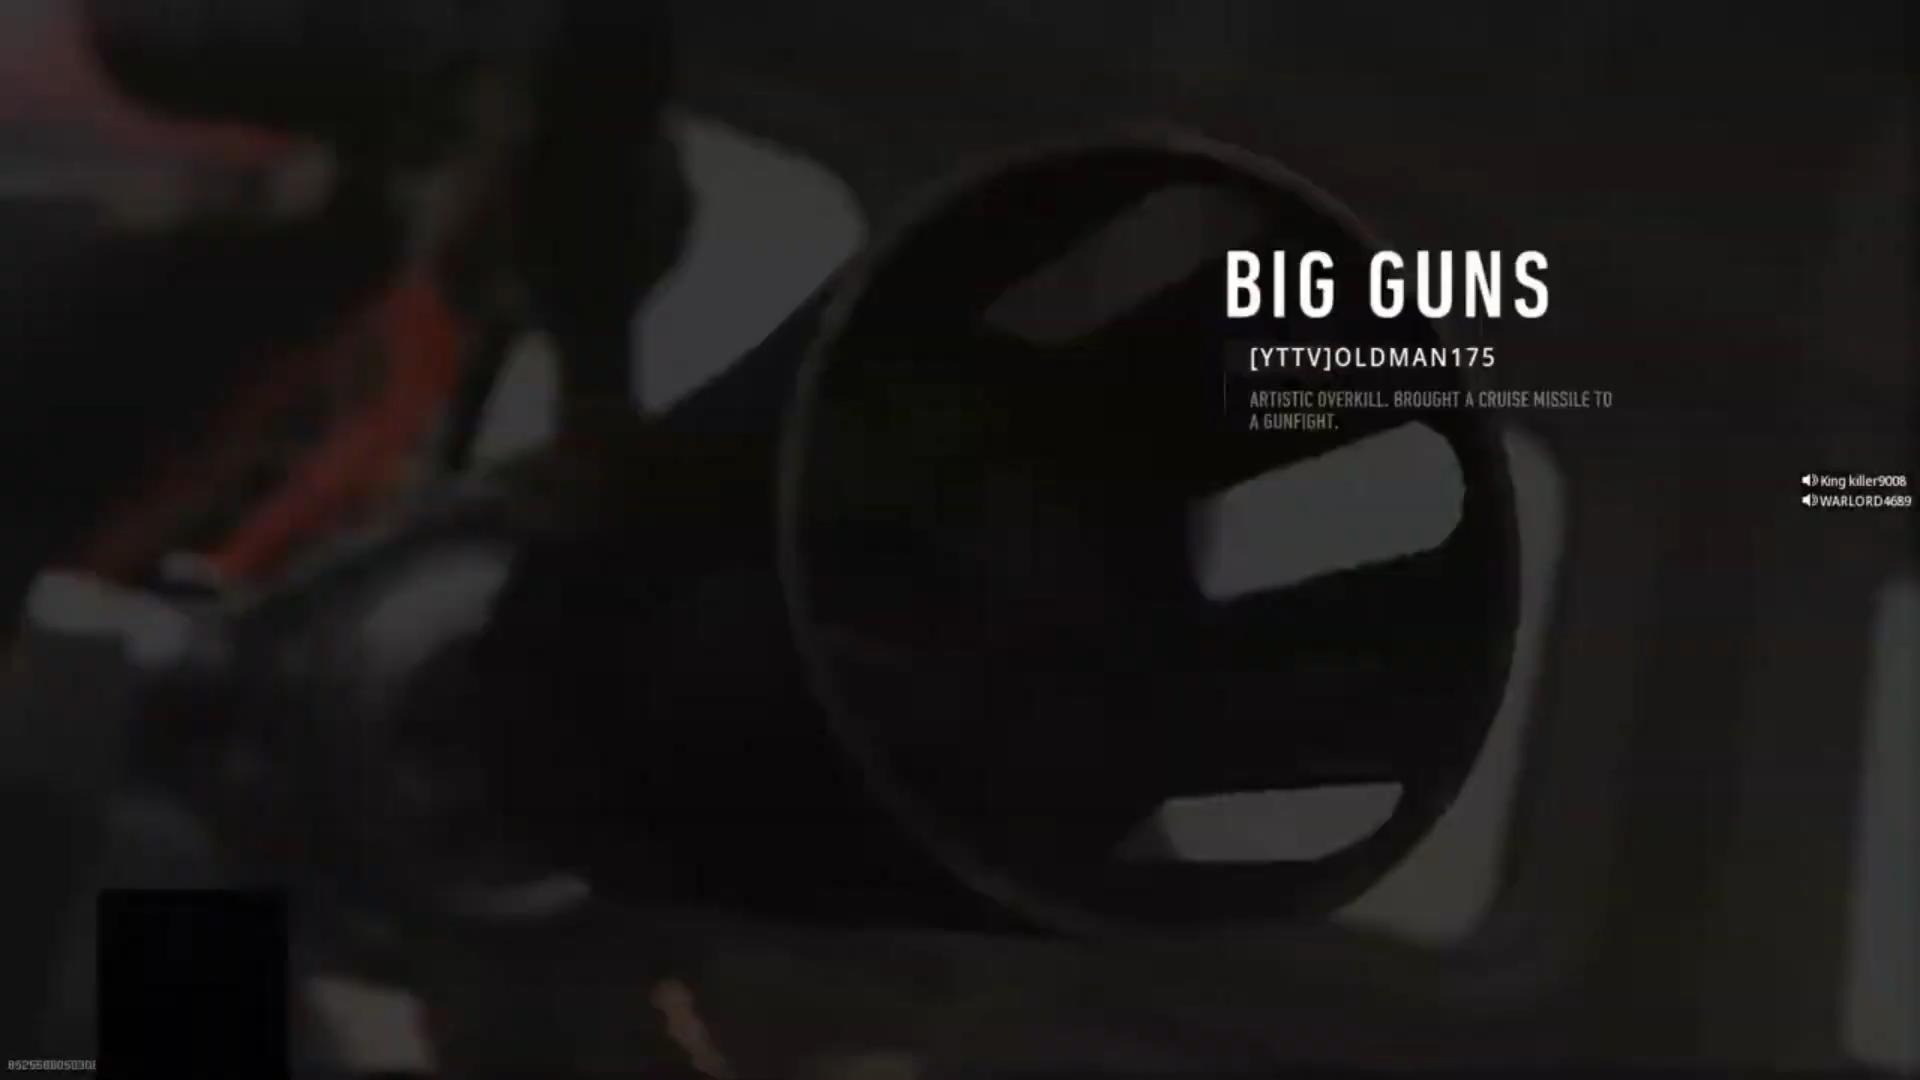 BIG GUNS
[YTTV]OLDMAN175
ARTISTIC OVERKILL. BROUGHT A CRUISE MISSILE TO
A GUNFIGHT.
King killer9008
WARLORD4689